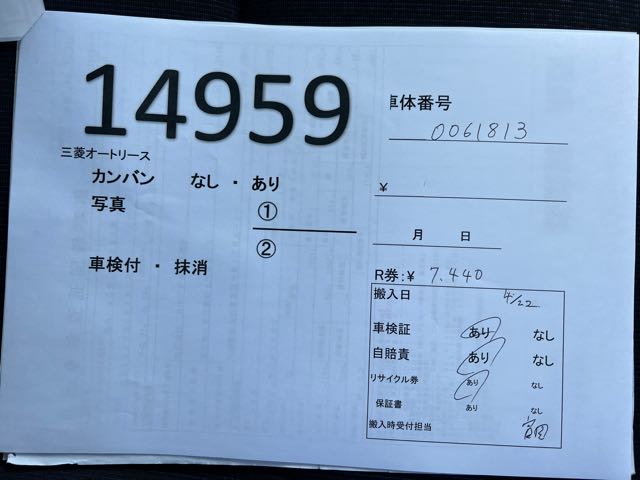 14959
車体番号
0061813
三菱オートリース
カンバン なし ・ あり
¥
写真 ①
②
月 日
車検付 ・ 抹消
R券:¥ 7.440
搬入日 4/22
車検証 あり なし
自賠責 あり なし
リサイクル券 あり なし
保証書 あり なし
搬入時受付担当